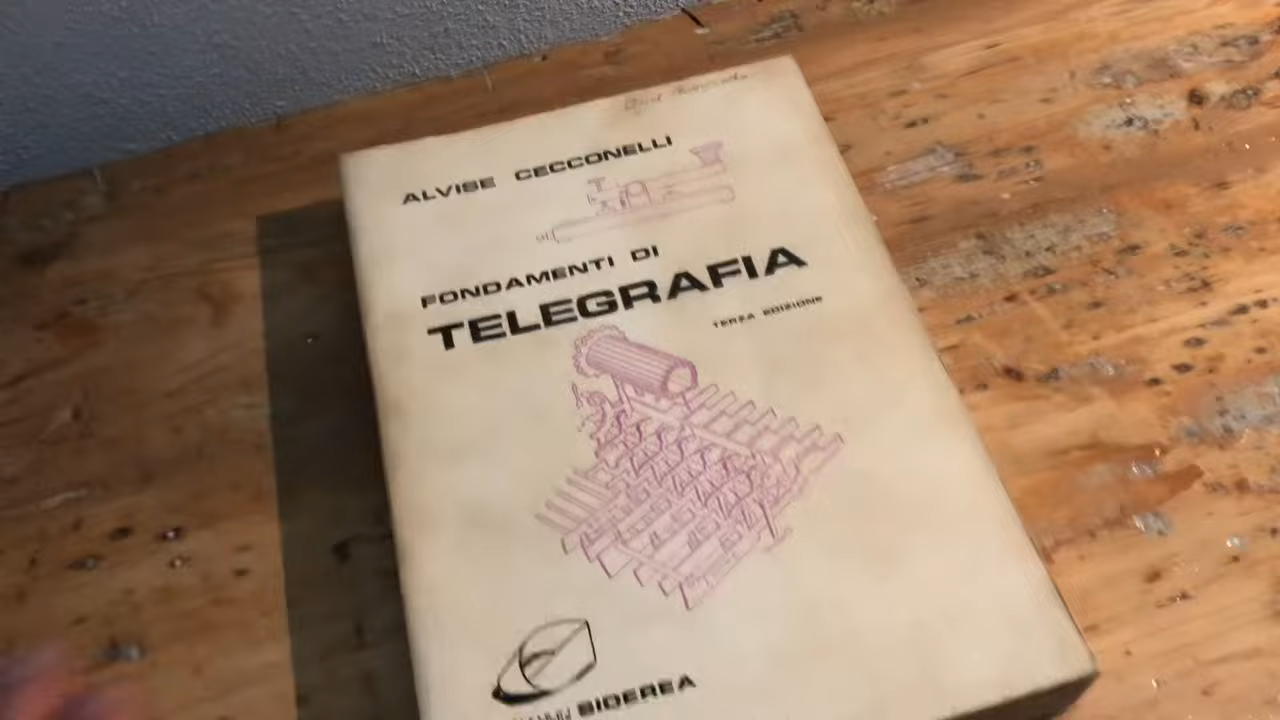 ALVISE CECCONELLI
FONDAMENTI DI
TELEGRAFIA
TERZA EDIZIONE
SIDEREA